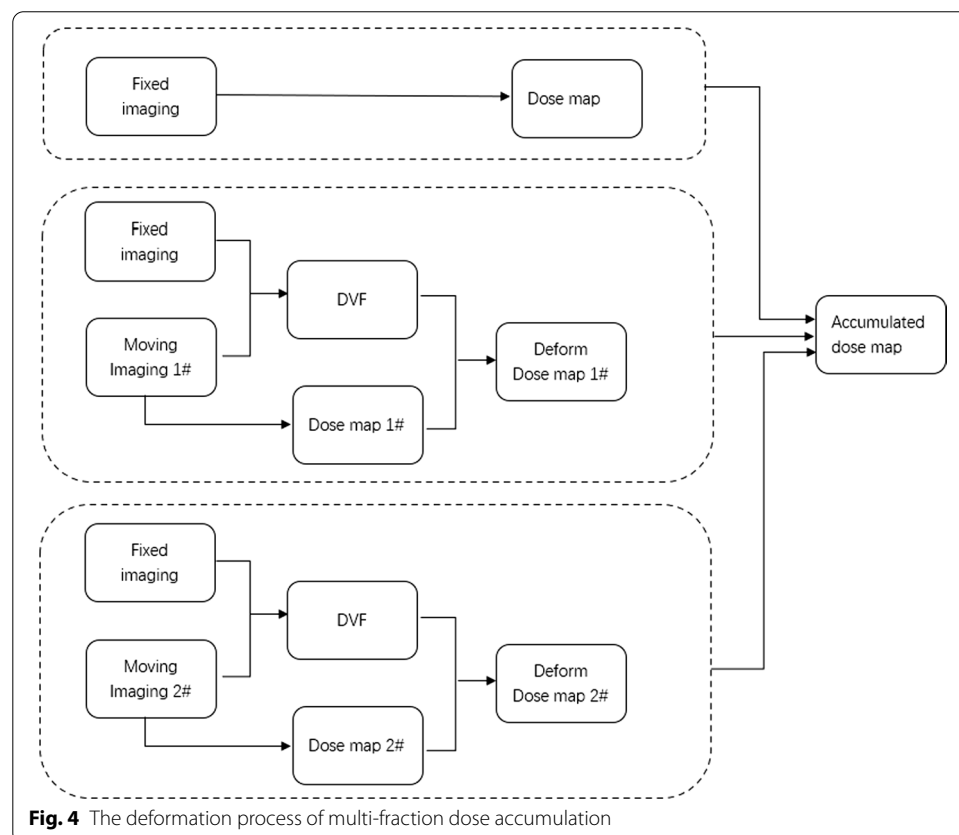 Fixed
imaging
Dose map
Fixed
imaging
DVF
Moving
Imaging 1#
Dose map 1#
Deform
Dose map 1#
Accumulated
dose map
Fixed
imaging
DVF
Moving
Imaging 2#
Dose map 2#
Deform
Dose map 2#
Fig. 4 The deformation process of multi-fraction dose accumulation